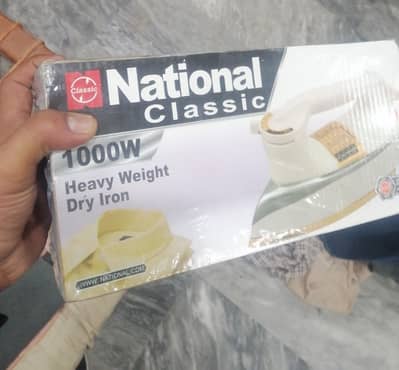 Classic
National
Classic
1000W
Heavy Weight
Dry Iron
WWW.NATIONAL.COM